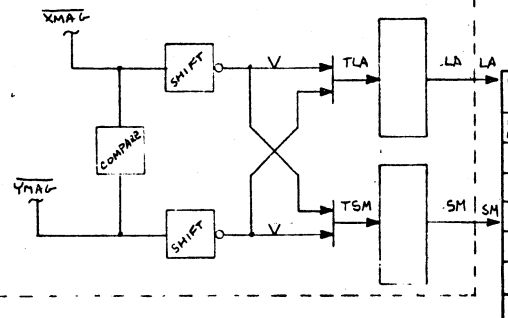 XMAG
SHIFT
V
TLA
LA
LA
COMPARE
YMAG
SHIFT
V
TSM
SM
SM